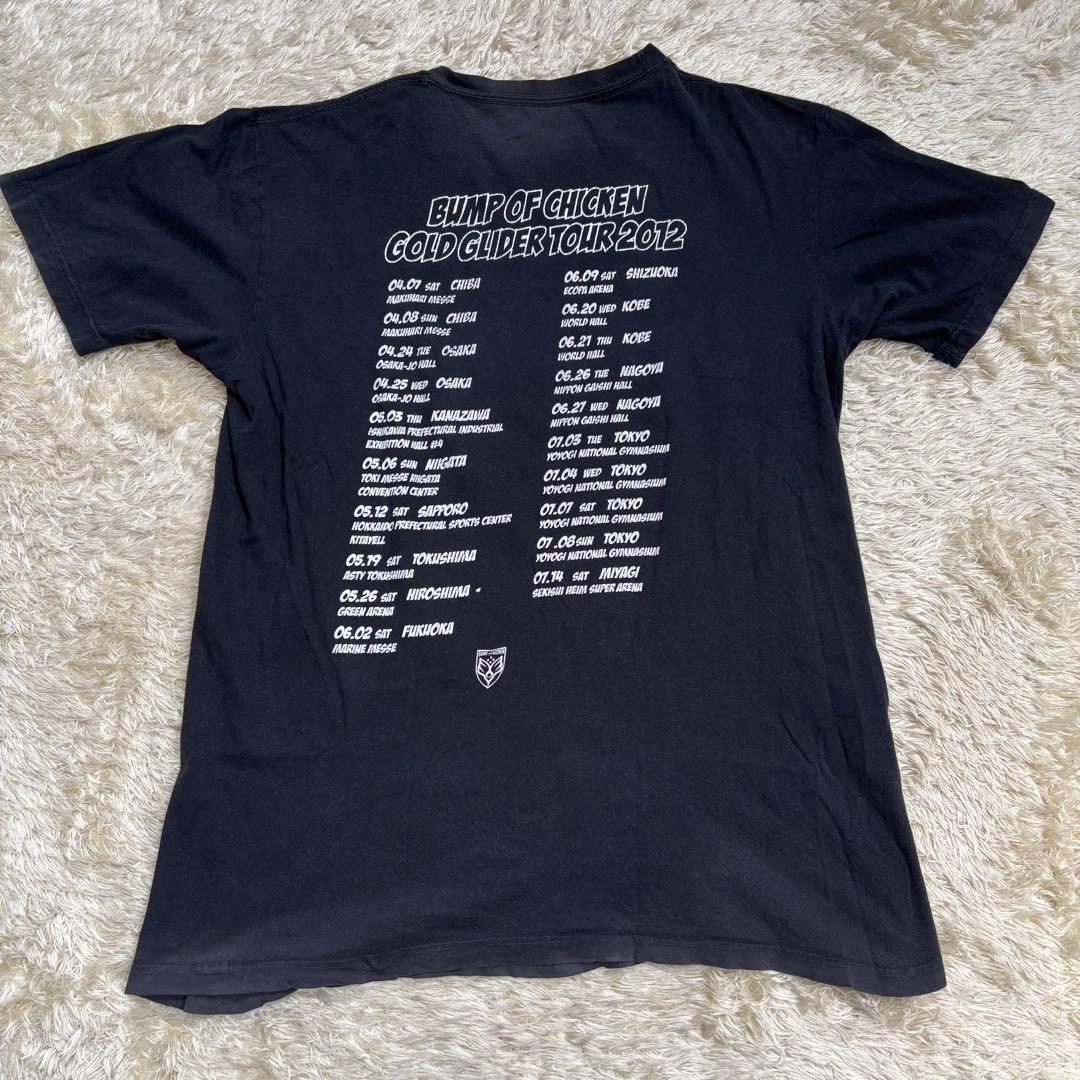 BUMP OF CHICKEN
GOLD GLIDER TOUR 2012
04.07 SAT CHIBA
MAKUHARI MESSE
04.08 SUN CHIBA
MAKUHARI MESSE
04.24 TUE OSAKA
OSAKA-JO HALL
04.25 WED OSAKA
OSAKA-JO HALL
05.03 THU KANAZAWA
ISHIKAWA PREFECTURAL INDUSTRIAL
EXHIBITION HALL #4
05.06 SUN NIIGATA
TOKI MESSE NIIGATA
CONVENTION CENTER
05.12 SAT SAPPORO
HOKKAIDO PREFECTURAL SPORTS CENTER
KITAYELL
05.19 SAT TOKUSHIMA
ASTY TOKUSHIMA
05.26 SAT HIROSHIMA
GREEN ARENA
06.02 SAT FUKUOKA
MARINE MESSE
06.09 SAT SHIZUOKA
ECOPA ARENA
06.20 WED KOBE
WORLD HALL
06.21 THU KOBE
WORLD HALL
06.26 TUE NAGOYA
NIPPON GAISHI HALL
06.27 WED NAGOYA
NIPPON GAISHI HALL
07.03 TUE TOKYO
YOYOGI NATIONAL GYMNASIUM
07.04 WED TOKYO
YOYOGI NATIONAL GYMNASIUM
07.07 SAT TOKYO
YOYOGI NATIONAL GYMNASIUM
07.08 SUN TOKYO
YOYOGI NATIONAL GYMNASIUM
07.14 SAT MIYAGI
SEKISUI HEIM SUPER ARENA
BUMP OF CHICKEN